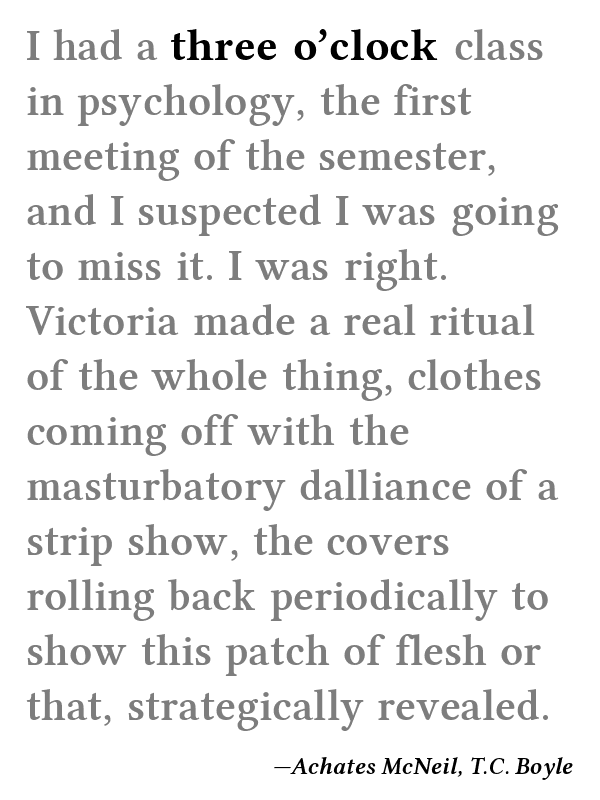 I had a three o’clock class
in psychology, the first
meeting of the semester,
and I suspected I was going
to miss it. I was right.
Victoria made a real ritual
of the whole thing, clothes
coming off with the
masturbatory dalliance of a
strip show, the covers
rolling back periodically to
show this patch of flesh or
that, strategically revealed.
—Achates McNeil, T.C. Boyle